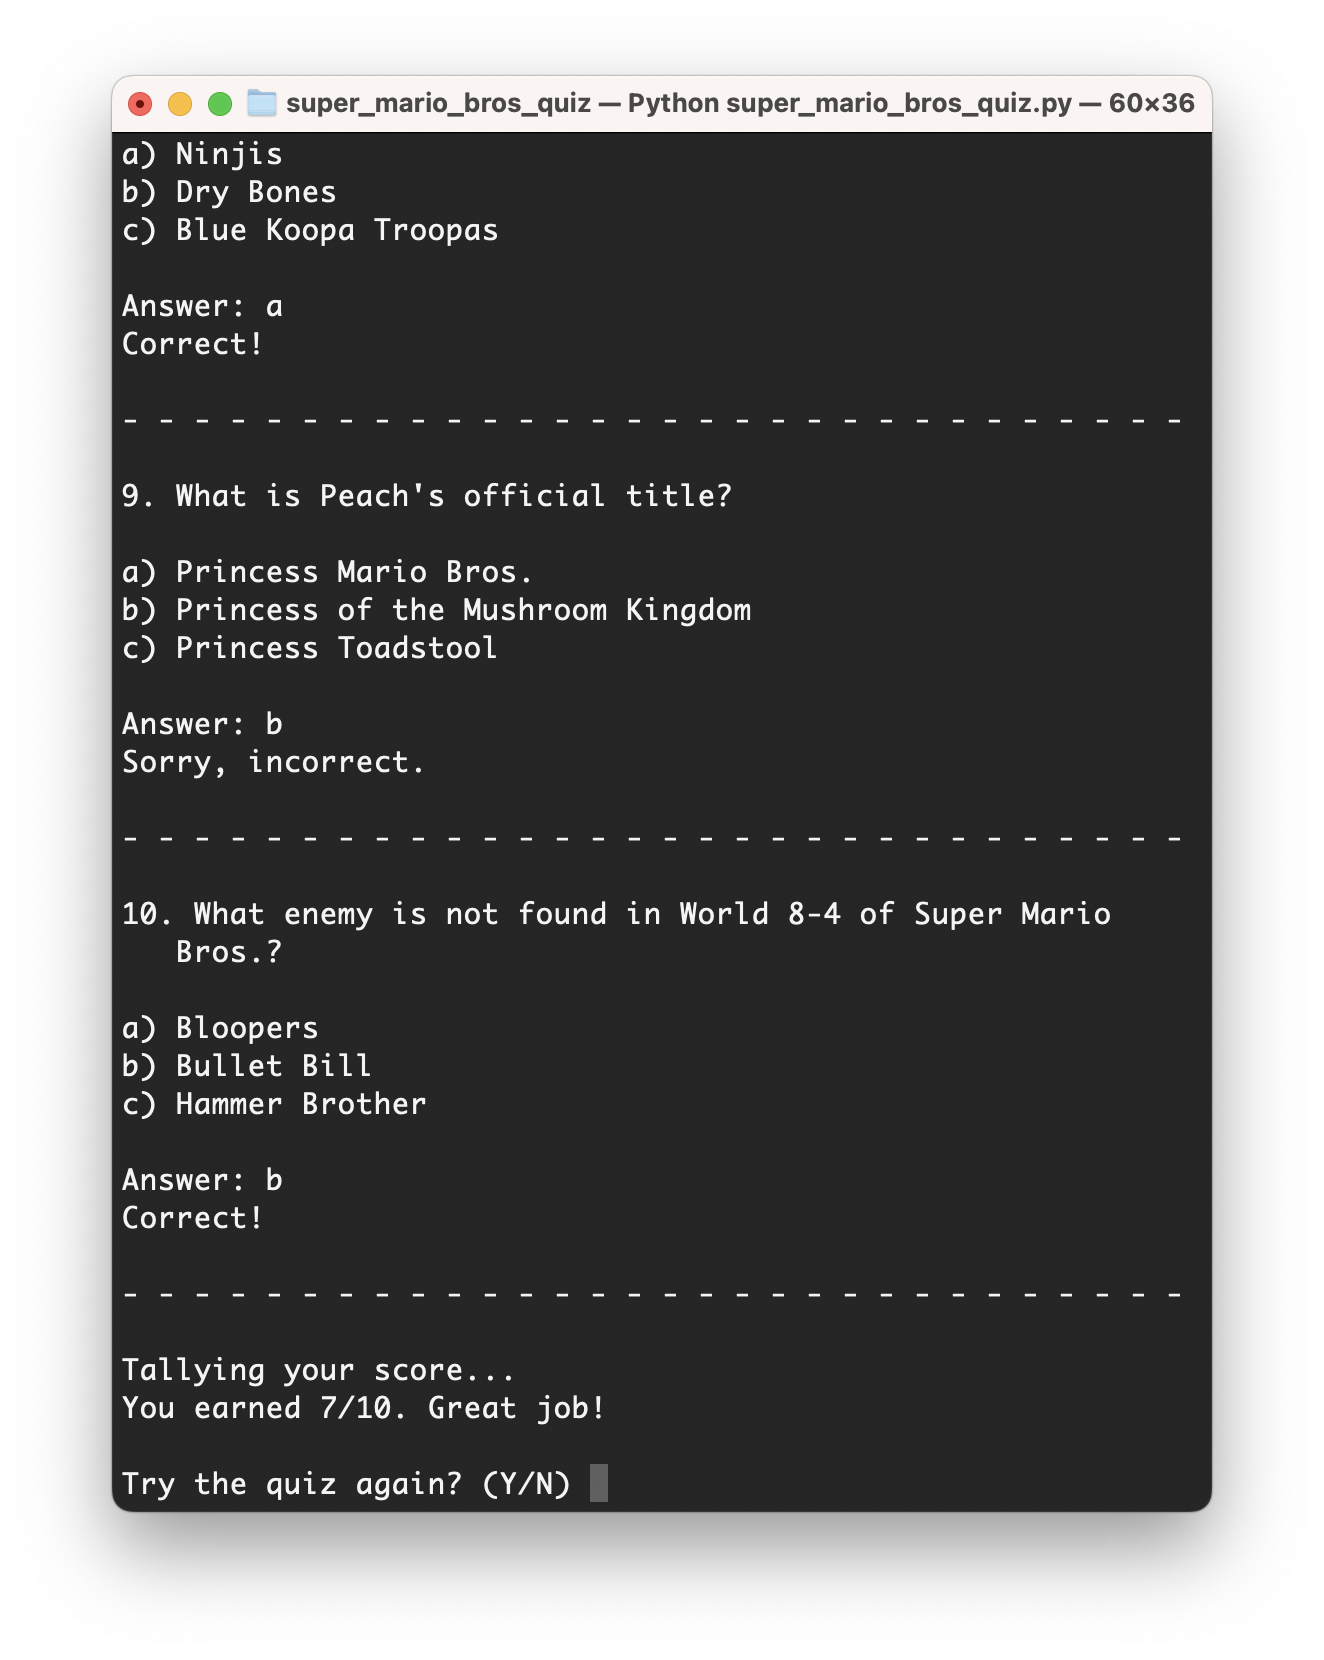 super_mario_bros_quiz — Python super_mario_bros_quiz.py — 60×36
a) Ninjis
b) Dry Bones
c) Blue Koopa Troopas
Answer: a
Correct!
- - - - - - - - - - - - - - - - - - - - - - - - - - - - - -
9. What is Peach's official title?
a) Princess Mario Bros.
b) Princess of the Mushroom Kingdom
c) Princess Toadstool
Answer: b
Sorry, incorrect.
- - - - - - - - - - - - - - - - - - - - - - - - - - - - - -
10. What enemy is not found in World 8-4 of Super Mario
Bros.?
a) Bloopers
b) Bullet Bill
c) Hammer Brother
Answer: b
Correct!
- - - - - - - - - - - - - - - - - - - - - - - - - - - - - -
Tallying your score...
You earned 7/10. Great job!
Try the quiz again? (Y/N)